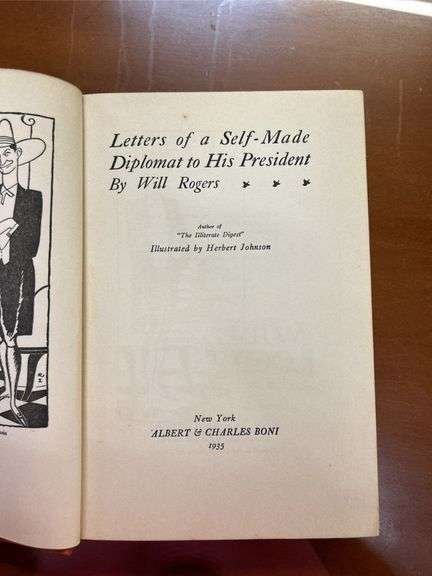 Letters of a Self-Made
Diplomat to His President
By Will Rogers
Author of
"The Illiterate Digest"
Illustrated by Herbert Johnson
New York
ALBERT & CHARLES BONI
1935